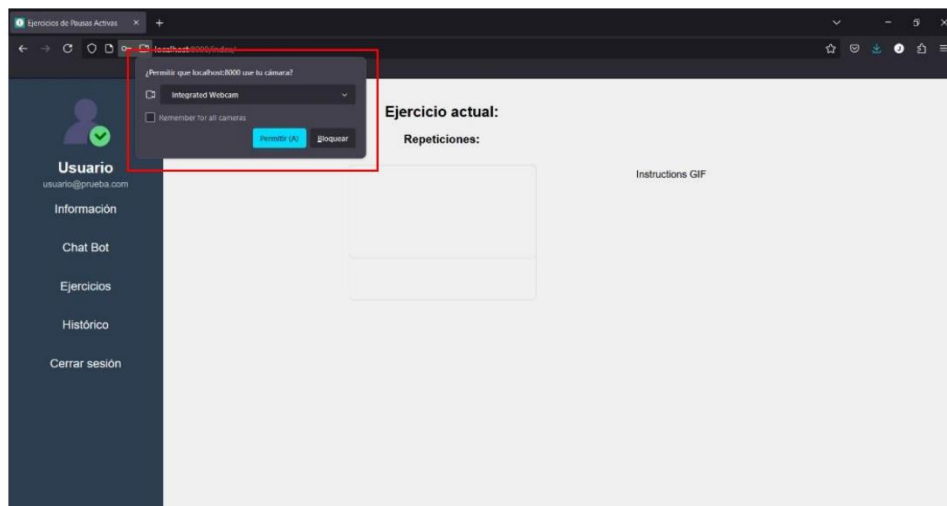 Ejercicios de Pausas Activas
localhost:8000/index/
¿Permitir que localhost:8000 use tu cámara?
Integrated Webcam
Remember for all cameras
Permitir (A)
Bloquear
Usuario
usuario@prueba.com
Información
Chat Bot
Ejercicios
Histórico
Cerrar sesión
Ejercicio actual:
Repeticiones:
Instructions GIF